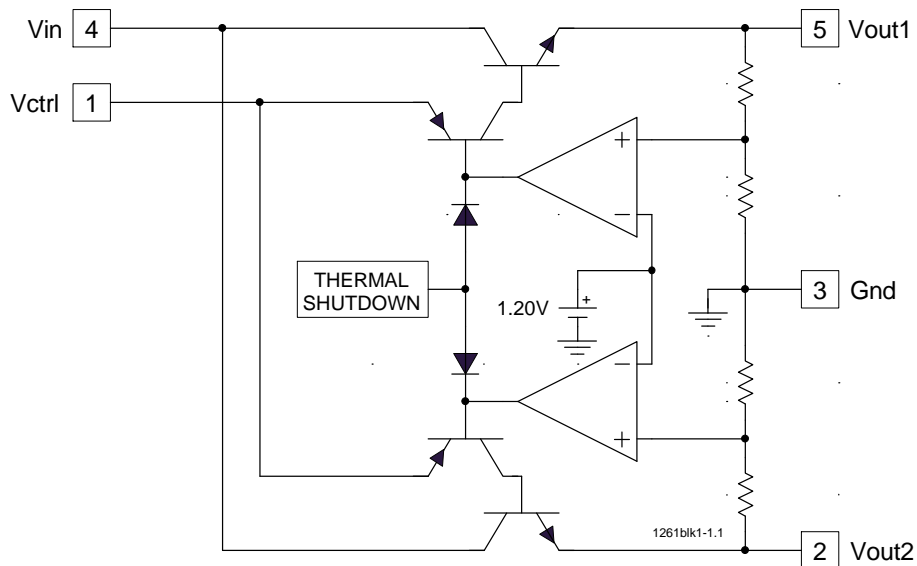 Vin 4
5 Vout1
Vctrl 1
+
−
THERMAL
SHUTDOWN
1.20V
+
3 Gnd
−
+
1261blk1-1.1
2 Vout2